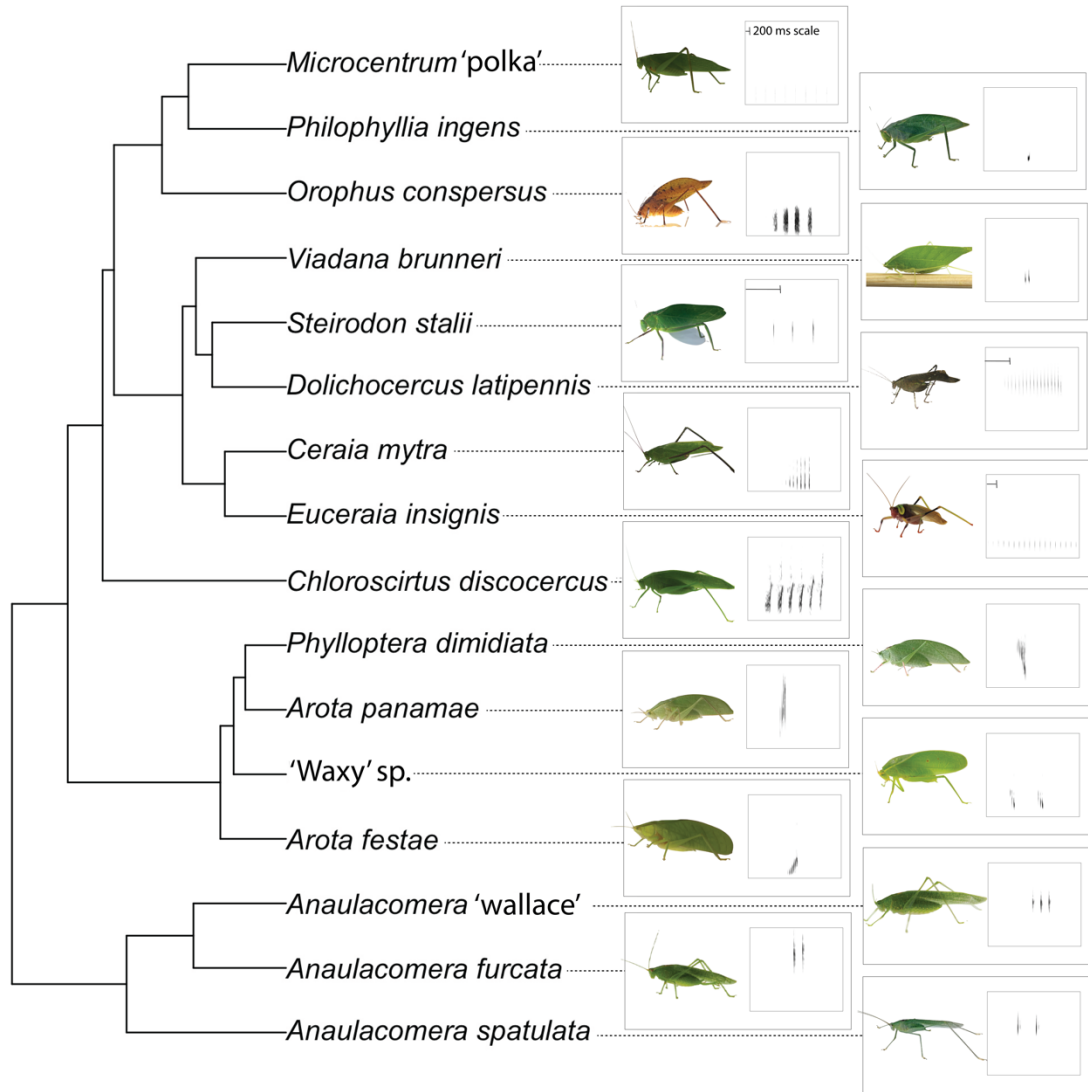 200 ms scale
Microcentrum ‘polka’
Philophyllia ingens
Orophus conspersus
Viadana brunneri
Steirodon stalii
Dolichocercus latipennis
Ceraia mytra
Euceraia insignis
Chloroscirtus discocercus
Phylloptera dimidiata
Arota panamae
‘Waxy’ sp.
Arota festae
Anaulacomera ‘wallace’
Anaulacomera furcata
Anaulacomera spatulata